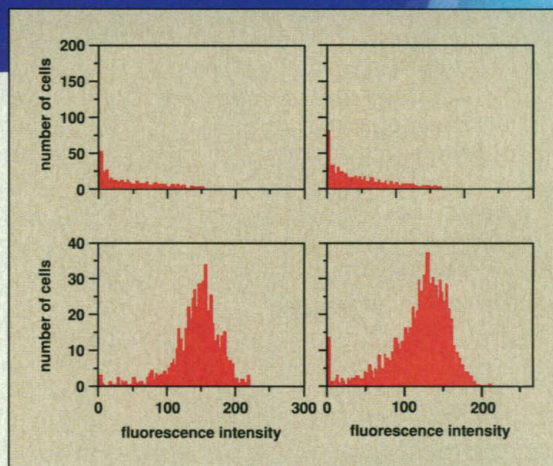 200
150
100
50
0
number of cells
40
30
20
10
0
number of cells
0 100 200 300
0 100 200
fluorescence intensity
fluorescence intensity